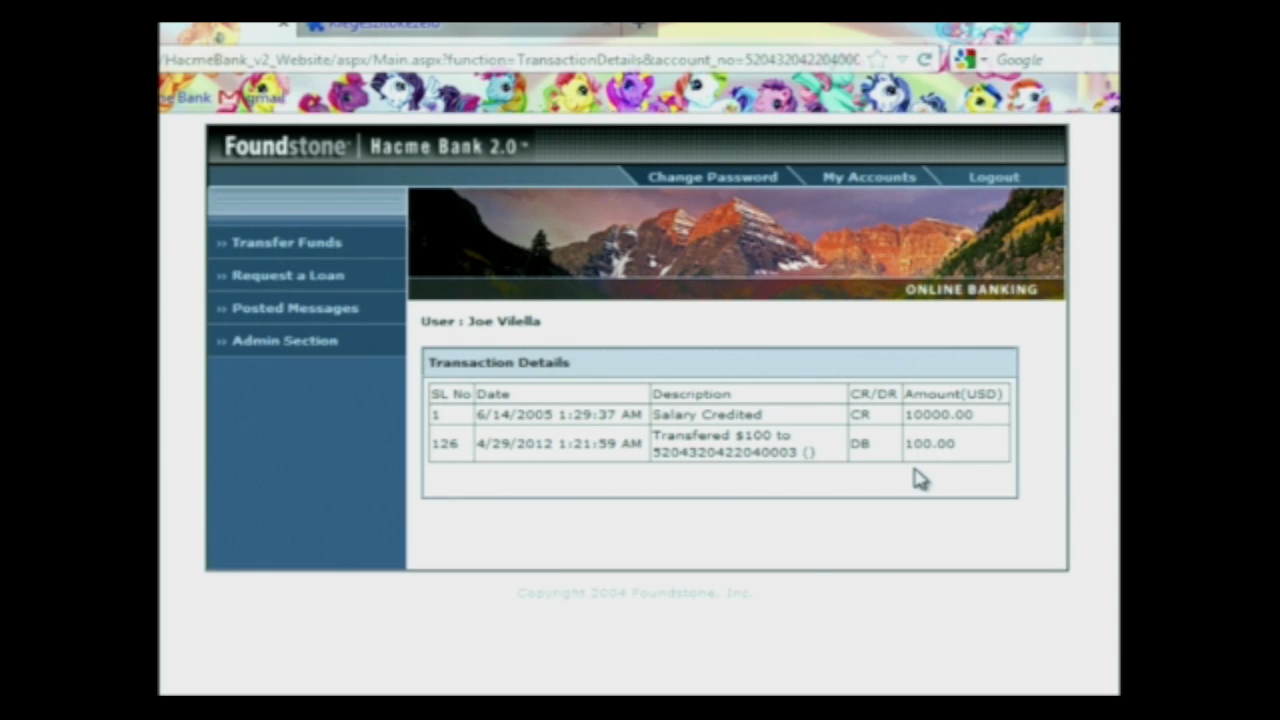 Kiegészítőkezelő
/HacmeBank_v2_Website/aspx/Main.aspx?function=TransactionDetails&account_no=520432042204000
Google
Bank
gmail
Foundstone | Hacme Bank 2.0
Change Password My Accounts Logout
›› Transfer Funds
›› Request a Loan
›› Posted Messages
›› Admin Section
ONLINE BANKING
User : Joe Vilella
Transaction Details
SL No Date Description CR/DR Amount(USD)
1 6/14/2005 1:29:37 AM Salary Credited CR 10000.00
126 4/29/2012 1:21:59 AM Transfered $100 to DB 100.00
5204320422040003 ()
Copyright 2004 Foundstone, Inc.